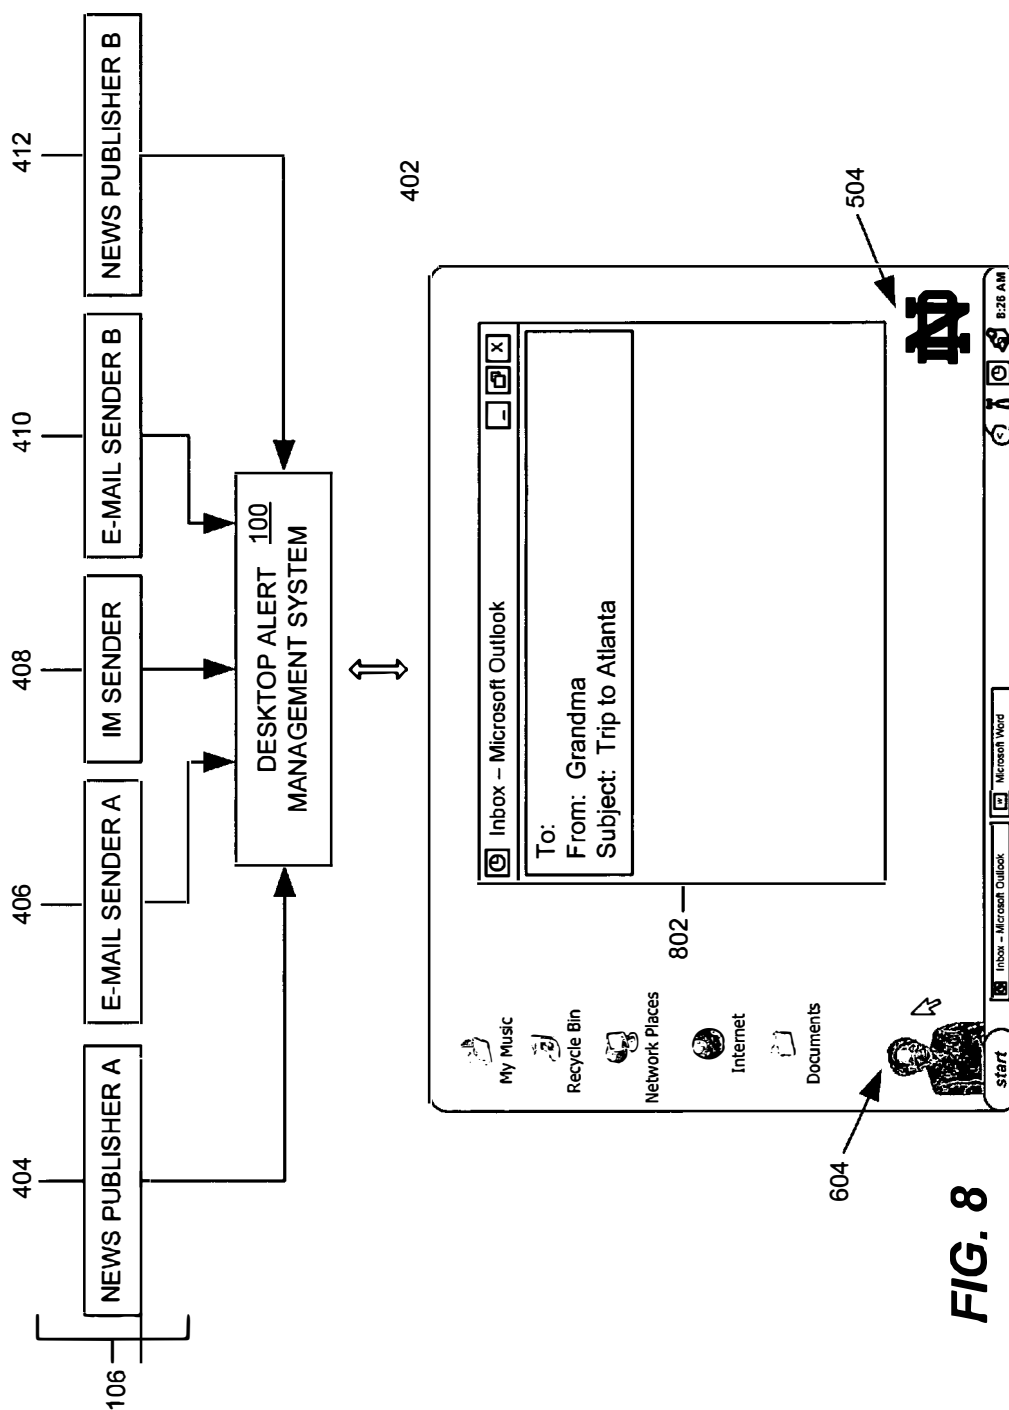 106
404
406
408
410
412
NEWS PUBLISHER A
E-MAIL SENDER A
IM SENDER
E-MAIL SENDER B
NEWS PUBLISHER B
DESKTOP ALERT 100
MANAGEMENT SYSTEM
402
My Music
Recycle Bin
Network Places
Internet
Documents
Inbox – Microsoft Outlook
X
To:
From: Grandma
Subject: Trip to Atlanta
802
604
504
ND
start
Inbox – Microsoft Outlook
W Microsoft Word
<
8:26 AM
FIG. 8